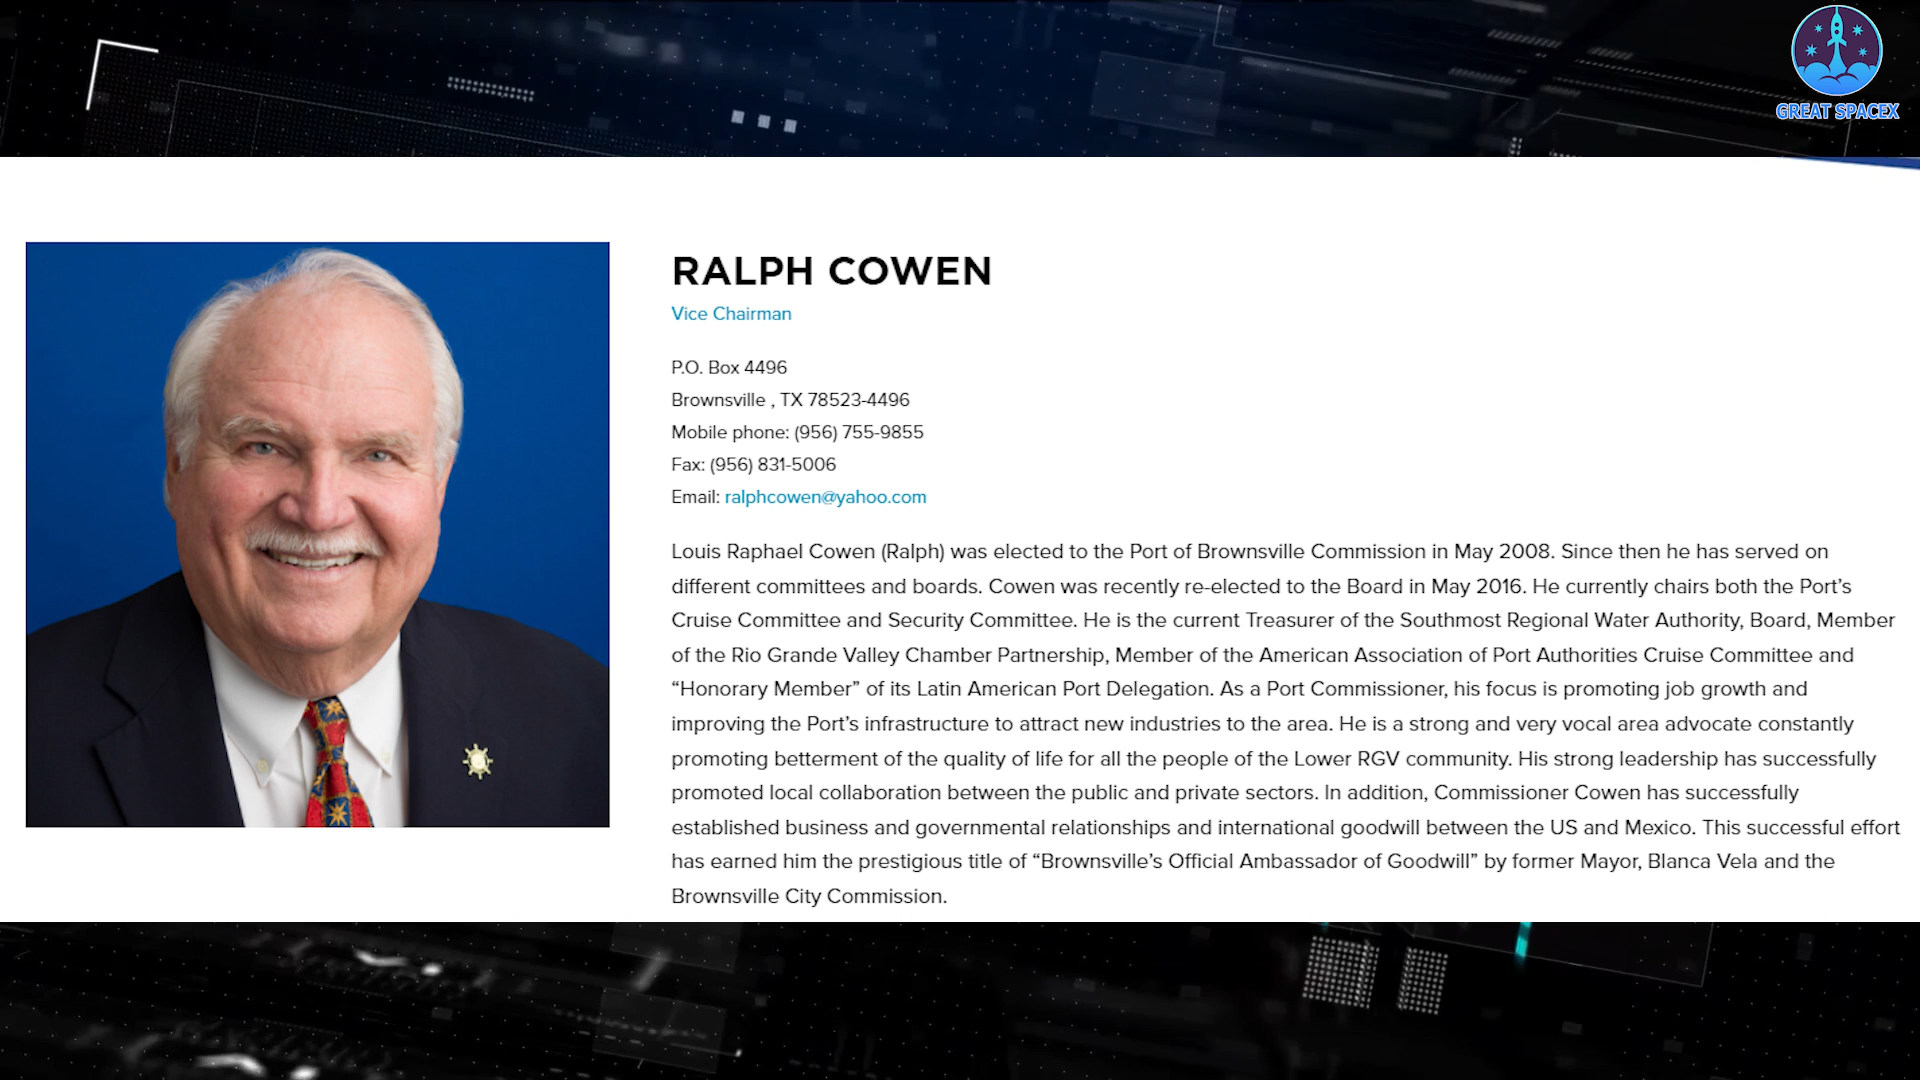 GREAT SPACEX
RALPH COWEN
Vice Chairman
P.O. Box 4496
Brownsville , TX 78523-4496
Mobile phone: (956) 755-9855
Fax: (956) 831-5006
Email: ralphcowen@yahoo.com
Louis Raphael Cowen (Ralph) was elected to the Port of Brownsville Commission in May 2008. Since then he has served on
different committees and boards. Cowen was recently re-elected to the Board in May 2016. He currently chairs both the Port’s
Cruise Committee and Security Committee. He is the current Treasurer of the Southmost Regional Water Authority, Board, Member
of the Rio Grande Valley Chamber Partnership, Member of the American Association of Port Authorities Cruise Committee and
“Honorary Member” of its Latin American Port Delegation. As a Port Commissioner, his focus is promoting job growth and
improving the Port’s infrastructure to attract new industries to the area. He is a strong and very vocal area advocate constantly
promoting betterment of the quality of life for all the people of the Lower RGV community. His strong leadership has successfully
promoted local collaboration between the public and private sectors. In addition, Commissioner Cowen has successfully
established business and governmental relationships and international goodwill between the US and Mexico. This successful effort
has earned him the prestigious title of “Brownsville’s Official Ambassador of Goodwill” by former Mayor, Blanca Vela and the
Brownsville City Commission.